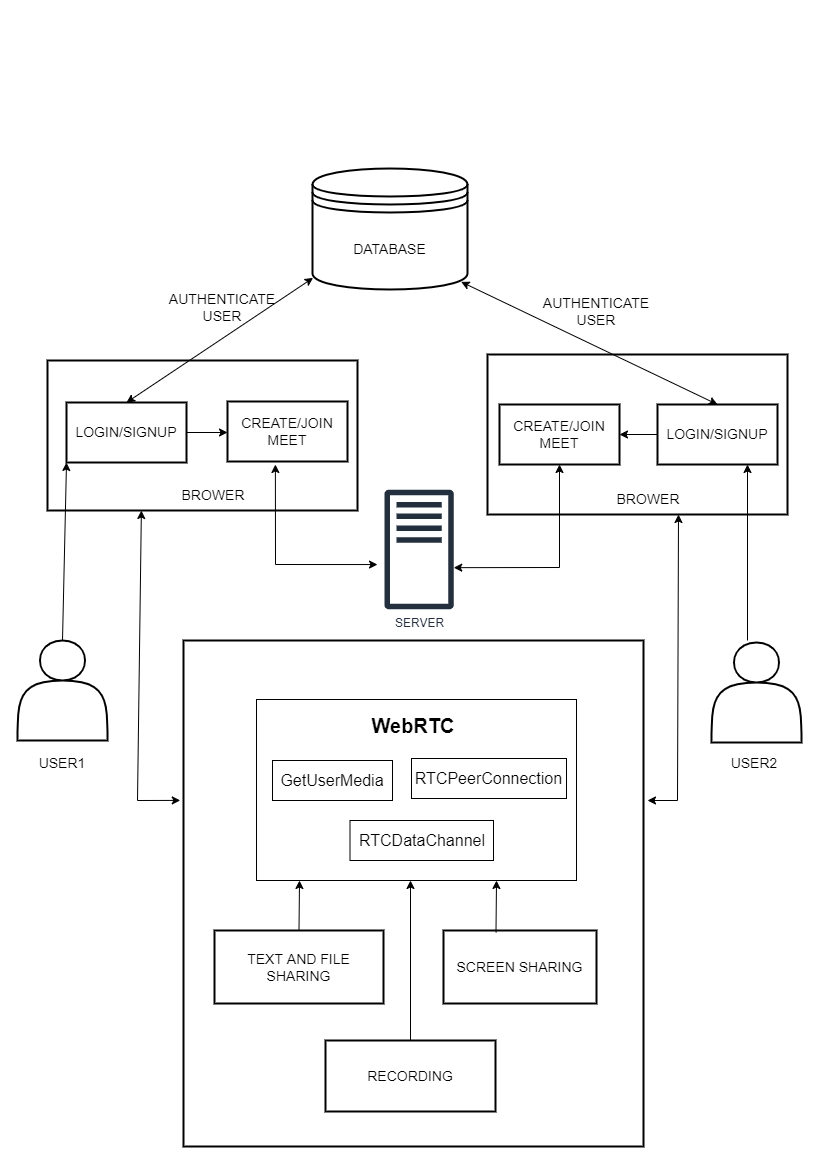 DATABASE
AUTHENTICATE
USER
AUTHENTICATE
USER
LOGIN/SIGNUP
CREATE/JOIN
MEET
BROWER
CREATE/JOIN
MEET
LOGIN/SIGNUP
BROWER
SERVER
USER1
USER2
WebRTC
GetUserMedia
RTCPeerConnection
RTCDataChannel
TEXT AND FILE
SHARING
SCREEN SHARING
RECORDING